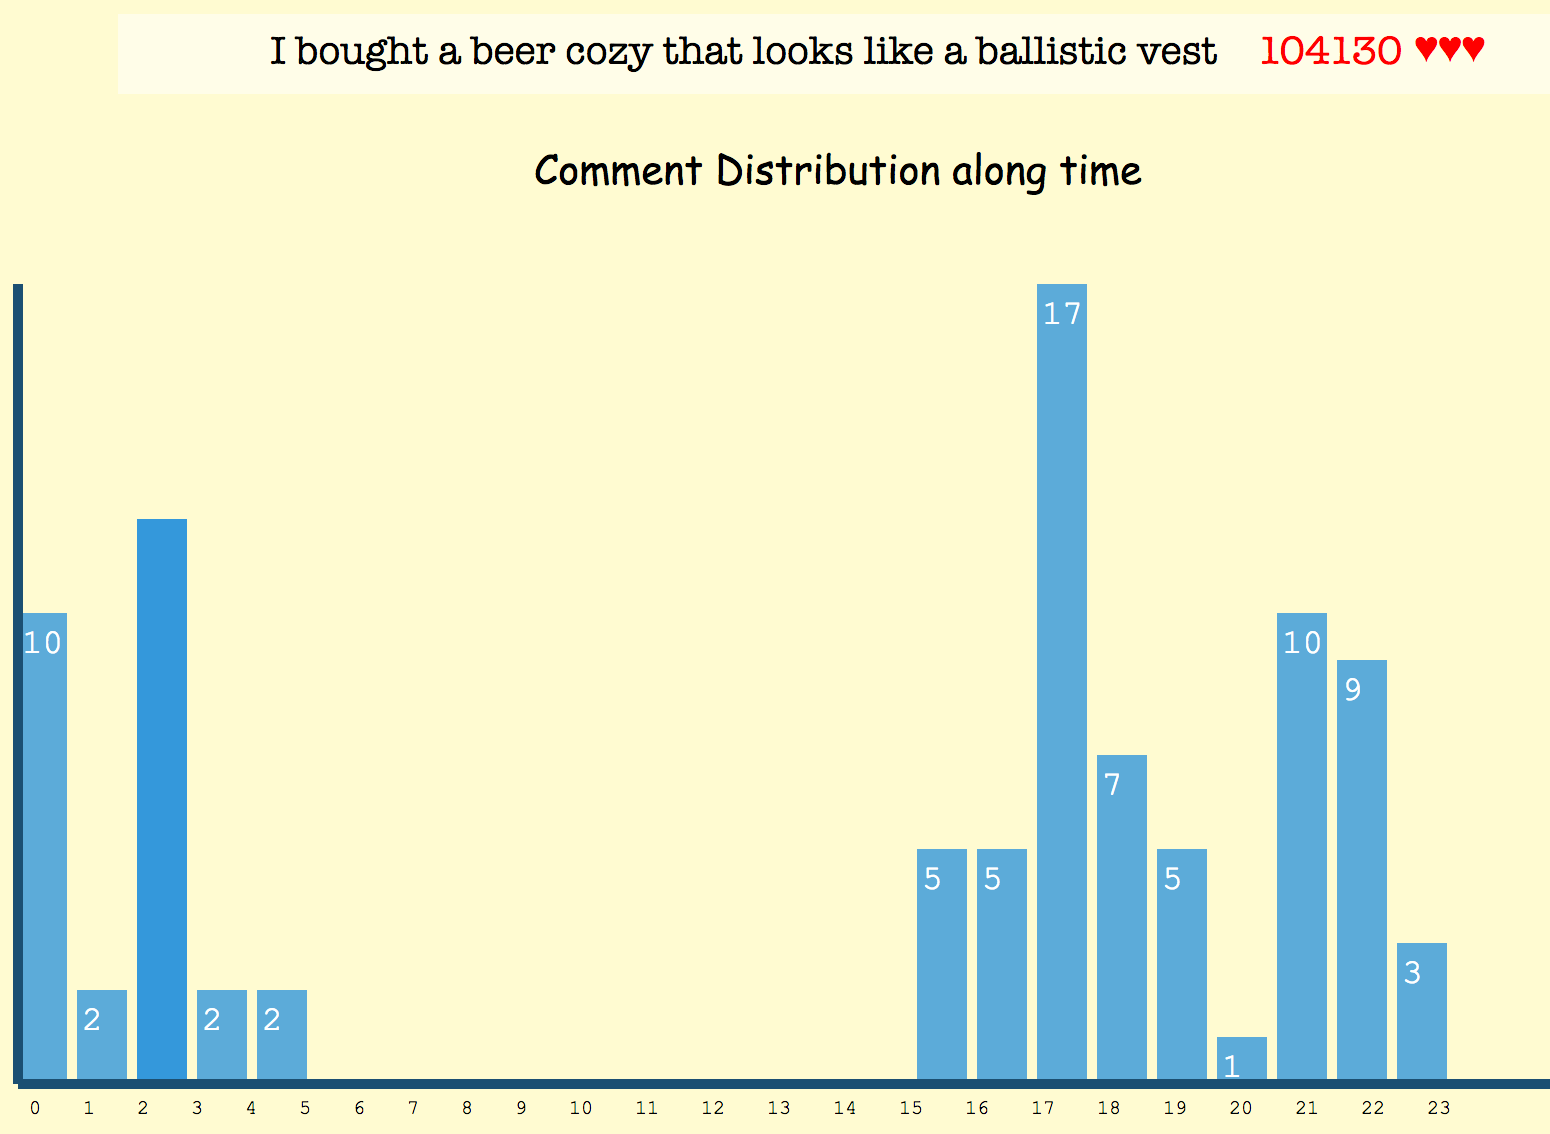 I bought a beer cozy that looks like a ballistic vest 104130 ♥♥♥
Comment Distribution along time
17
10 10
9
7
5 5 5
3
2 2 2
1
0 1 2 3 4 5 6 7 8 9 10 11 12 13 14 15 16 17 18 19 20 21 22 23